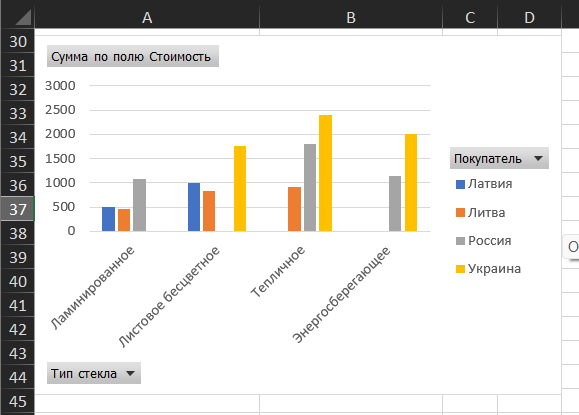 A B C D
30
31
32
33
34
35
36
37
38
39
40
41
42
43
44
45
Сумма по полю Стоимость
3000
2500
2000
1500
1000
500
0
Ламинированное
Листовое бесцветное
Тепличное
Энергосберегающее
Покупатель
Латвия
Литва
Россия
Украина
Тип стекла